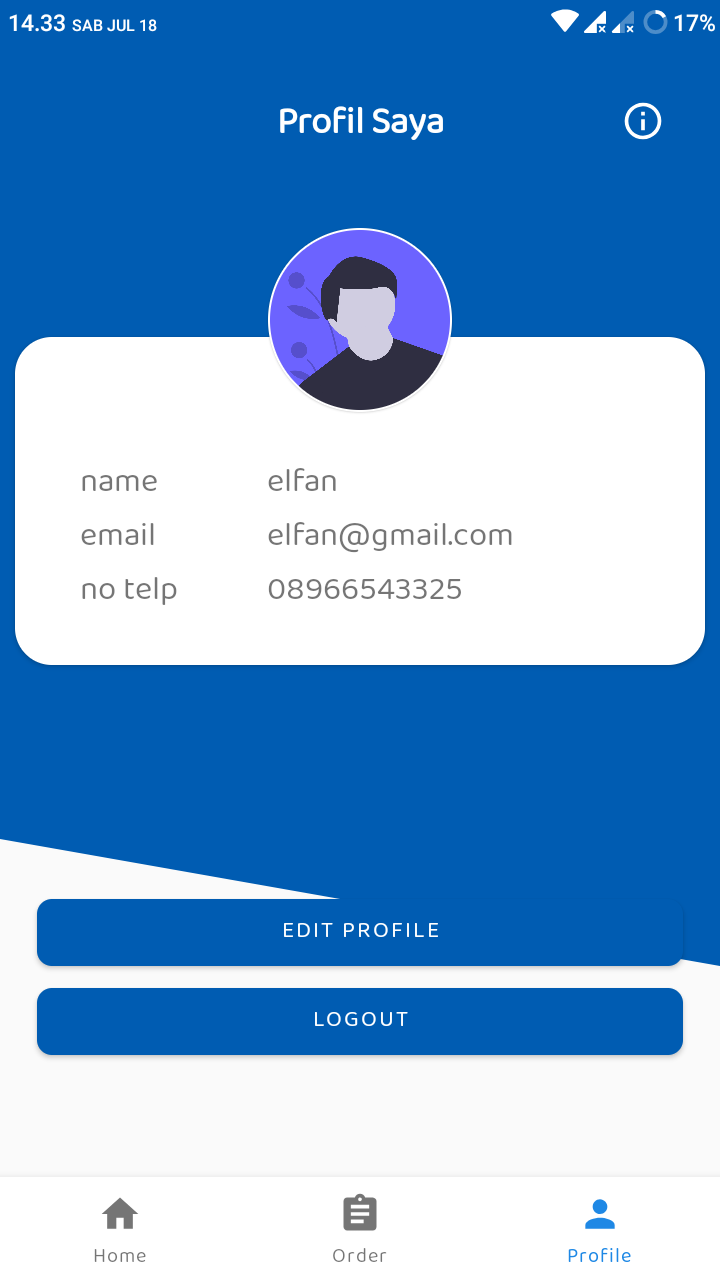 14.33 SAB JUL 18 17%
Profil Saya
name elfan
email elfan@gmail.com
no telp 08966543325
EDIT PROFILE
LOGOUT
Home Order Profile